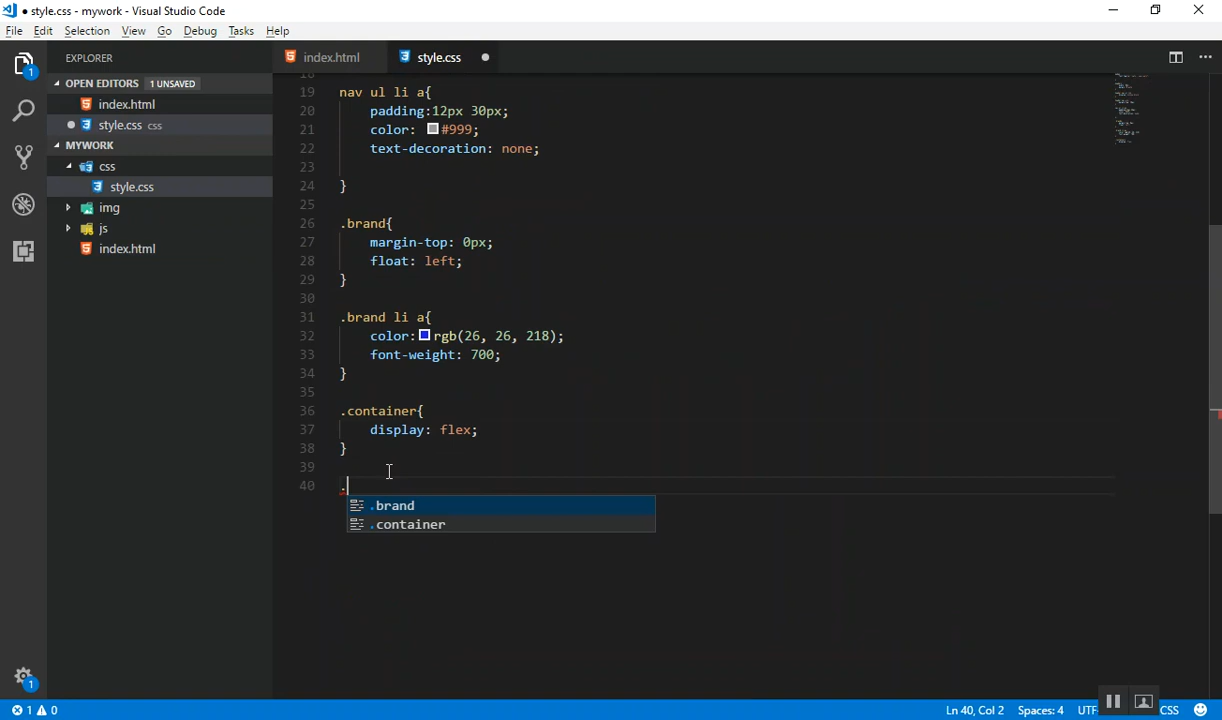 ● style.css - mywork - Visual Studio Code
File Edit Selection View Go Debug Tasks Help
EXPLORER
OPEN EDITORS 1 UNSAVED
index.html
style.css css
MYWORK
css
style.css
img
js
index.html
1
1
index.html style.css
18
19 nav ul li a{
20 padding:12px 30px;
21 color: #999;
22 text-decoration: none;
23
24 }
25
26 .brand{
27 margin-top: 0px;
28 float: left;
29 }
30
31 .brand li a{
32 color: rgb(26, 26, 218);
33 font-weight: 700;
34 }
35
36 .container{
37 display: flex;
38 }
39
40 .
.brand
.container
1 0 Ln 40, Col 2 Spaces: 4 UTF- CSS